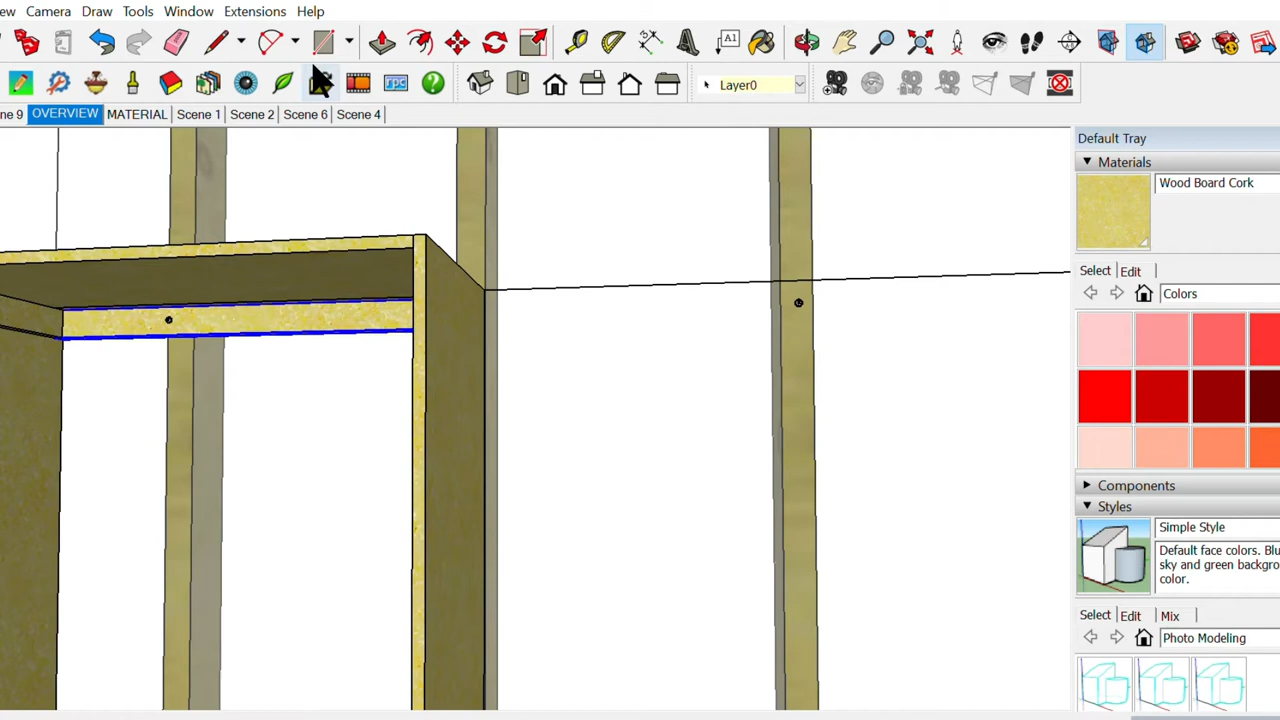 ew Camera Draw Tools Window Extensions Help
A1
rpc ? Layer0
ne 9 OVERVIEW MATERIAL Scene 1 Scene 2 Scene 6 Scene 4
Default Tray
Materials
Wood Board Cork
Select Edit
Colors
Components
Styles
Simple Style
Default face colors. Blu
sky and green backgro
color.
Select Edit Mix
Photo Modeling